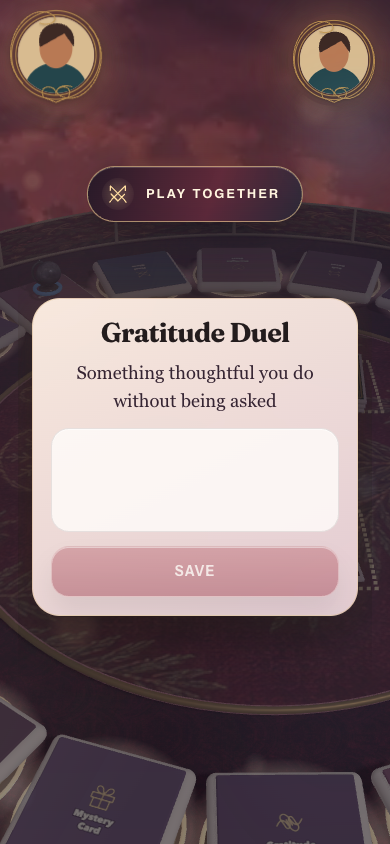 PLAY TOGETHER
Gratitude Duel
Something thoughtful you do
without being asked
SAVE
Mystery
Card